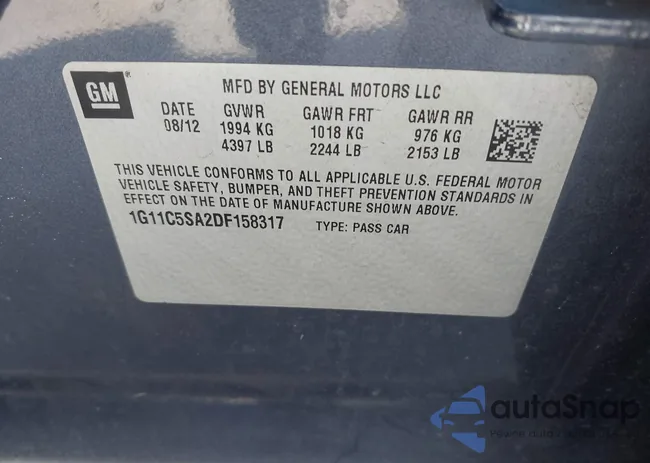 GM
MFD BY GENERAL MOTORS LLC
DATE GVWR GAWR FRT GAWR RR
08/12 1994 KG 1018 KG 976 KG
4397 LB 2244 LB 2153 LB
THIS VEHICLE CONFORMS TO ALL APPLICABLE U.S. FEDERAL MOTOR
VEHICLE SAFETY, BUMPER, AND THEFT PREVENTION STANDARDS IN
EFFECT ON THE DATE OF MANUFACTURE SHOWN ABOVE.
1G11C5SA2DF158317 TYPE: PASS CAR
autaSnap